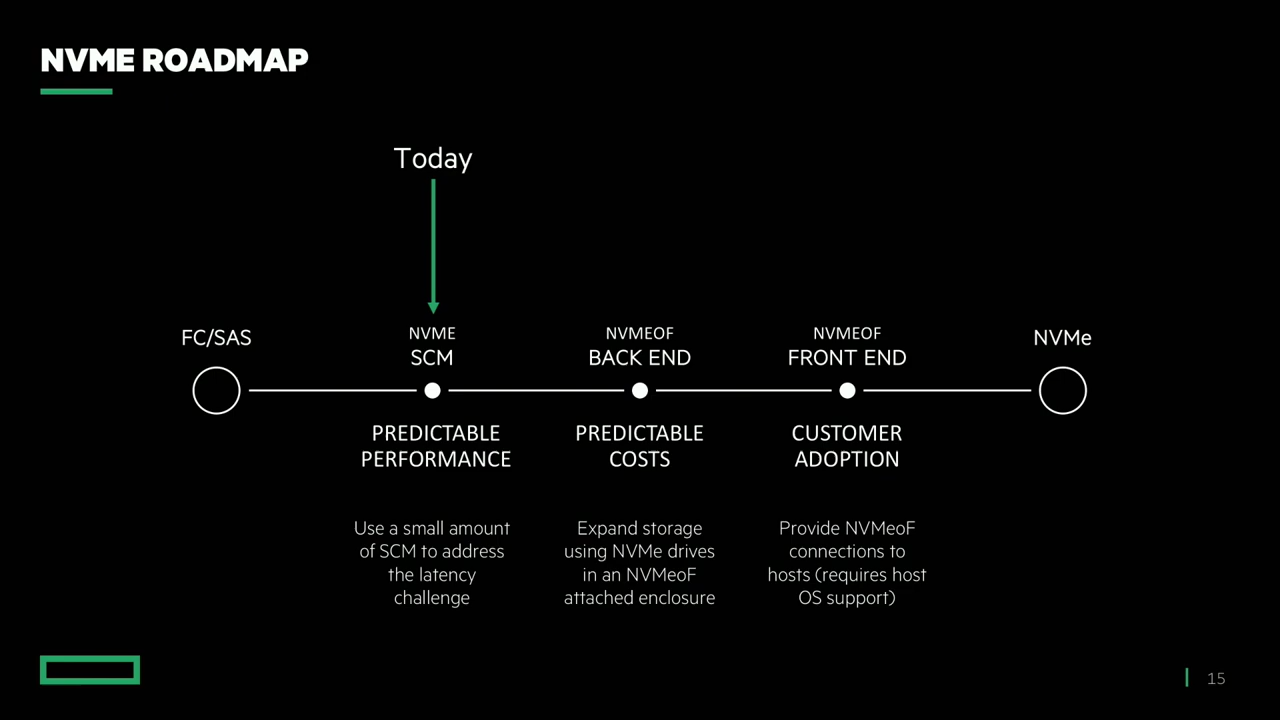 NVME ROADMAP
Today
FC/SAS
NVME
SCM
NVMEOF
BACK END
NVMEOF
FRONT END
NVMe
PREDICTABLE
PERFORMANCE
PREDICTABLE
COSTS
CUSTOMER
ADOPTION
Use a small amount
of SCM to address
the latency
challenge
Expand storage
using NVMe drives
in an NVMeoF
attached enclosure
Provide NVMeoF
connections to
hosts (requires host
OS support)
15